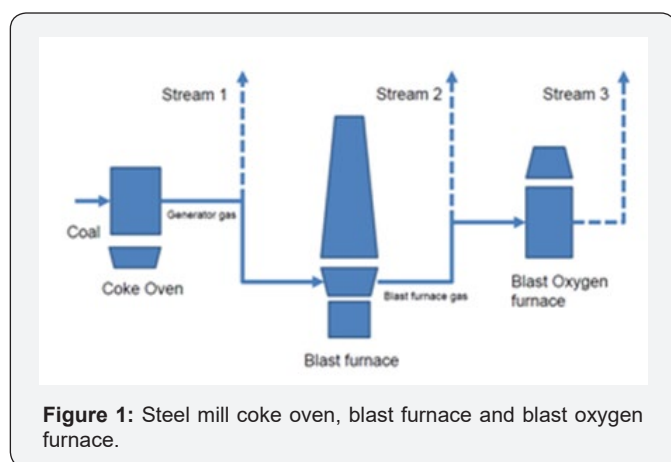 Stream 1
Stream 2
Stream 3
Coal
Generator gas
Coke Oven
Blast furnace gas
Blast furnace
Blast Oxygen
furnace
Figure 1: Steel mill coke oven, blast furnace and blast oxygen
furnace.